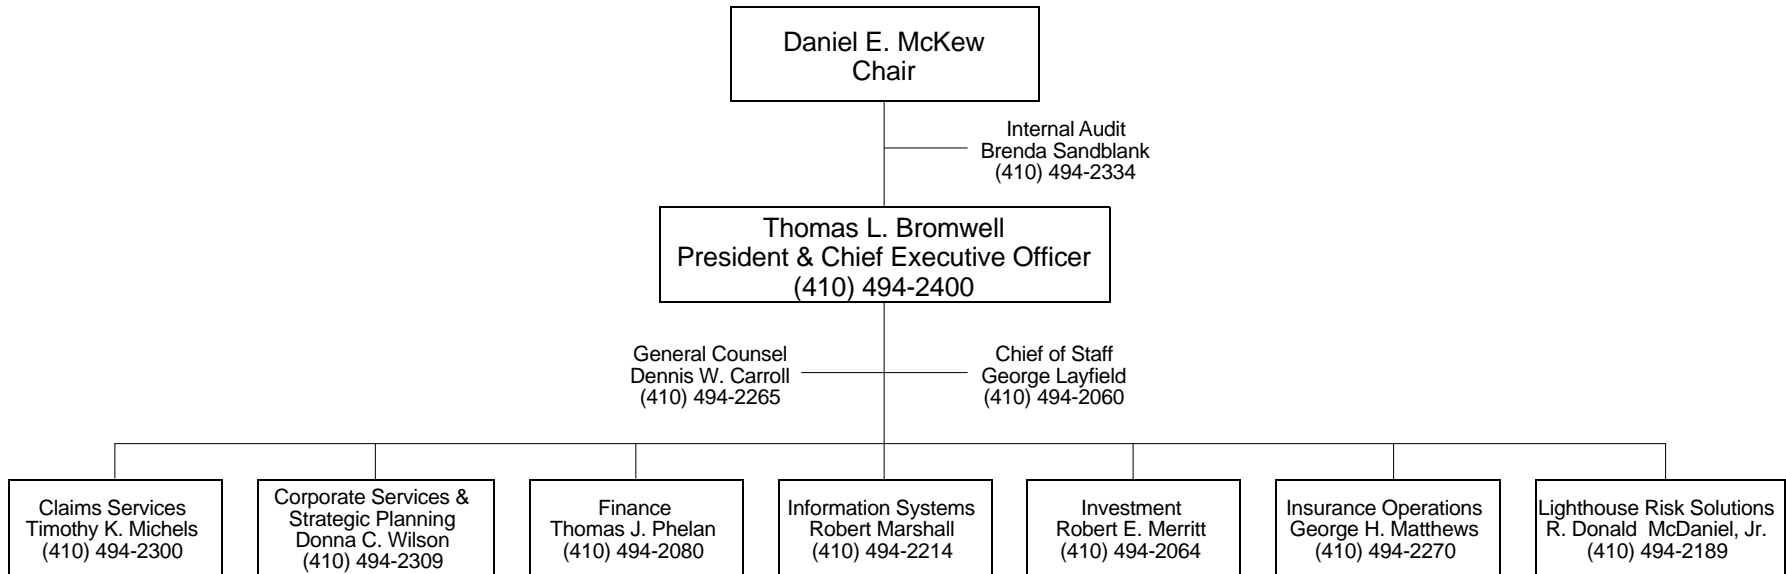 Daniel E. McKew
Chair
Internal Audit
Brenda Sandblank
(410) 494-2334
Thomas L. Bromwell
President & Chief Executive Officer
(410) 494-2400
General Counsel
Dennis W. Carroll
(410) 494-2265
Chief of Staff
George Layfield
(410) 494-2060
Claims Services
Timothy K. Michels
(410) 494-2300
Corporate Services &
Strategic Planning
Donna C. Wilson
(410) 494-2309
Finance
Thomas J. Phelan
(410) 494-2080
Information Systems
Robert Marshall
(410) 494-2214
Investment
Robert E. Merritt
(410) 494-2064
Insurance Operations
George H. Matthews
(410) 494-2270
Lighthouse Risk Solutions
R. Donald McDaniel, Jr.
(410) 494-2189